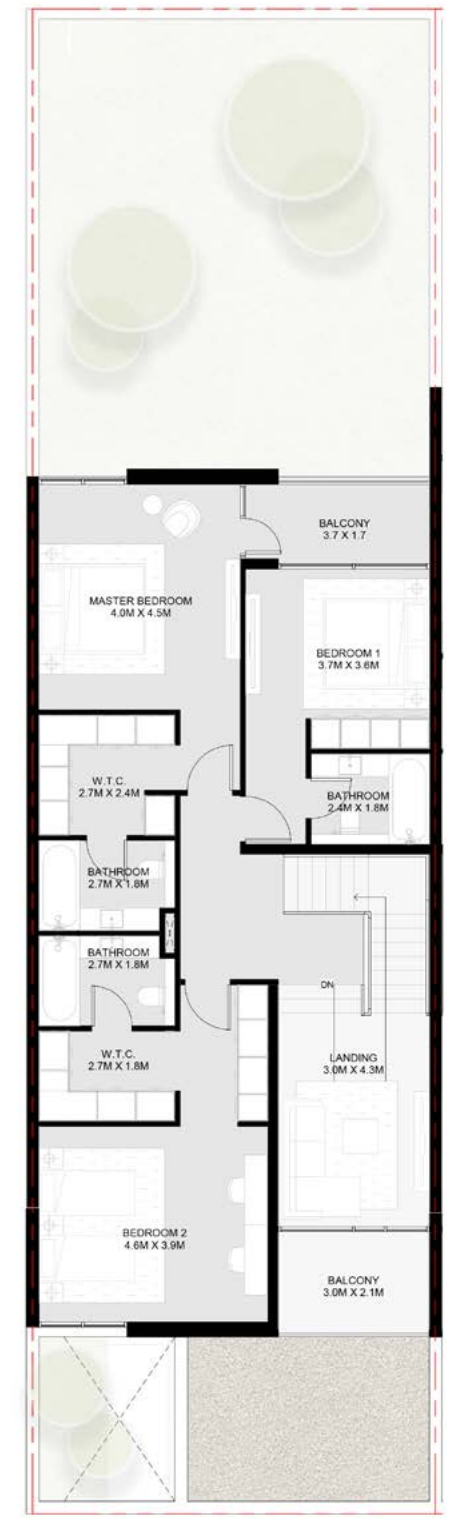 BALCONY
3.7 X 1.7
MASTER BEDROOM
4.0M X 4.5M
BEDROOM 1
3.7M X 3.6M
W.T.C.
2.7M X 2.4M
BATHROOM
2.4M X 1.8M
BATHROOM
2.7M X 1.8M
BATHROOM
2.7M X 1.8M
DN
W.T.C.
2.7M X 1.8M
LANDING
3.0M X 4.3M
BEDROOM 2
4.6M X 3.9M
BALCONY
3.0M X 2.1M